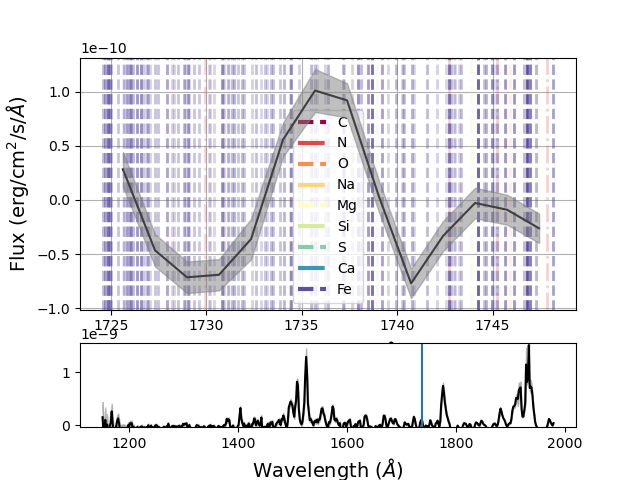 1e−10
1.0
0.5
0.0
−0.5
−1.0
Flux (erg/cm²/s/Å)
C
N
O
Na
Mg
Si
S
Ca
Fe
1725 1730 1735 1740 1745
1e−9
1
0
1200 1400 1600 1800 2000
Wavelength (Å)